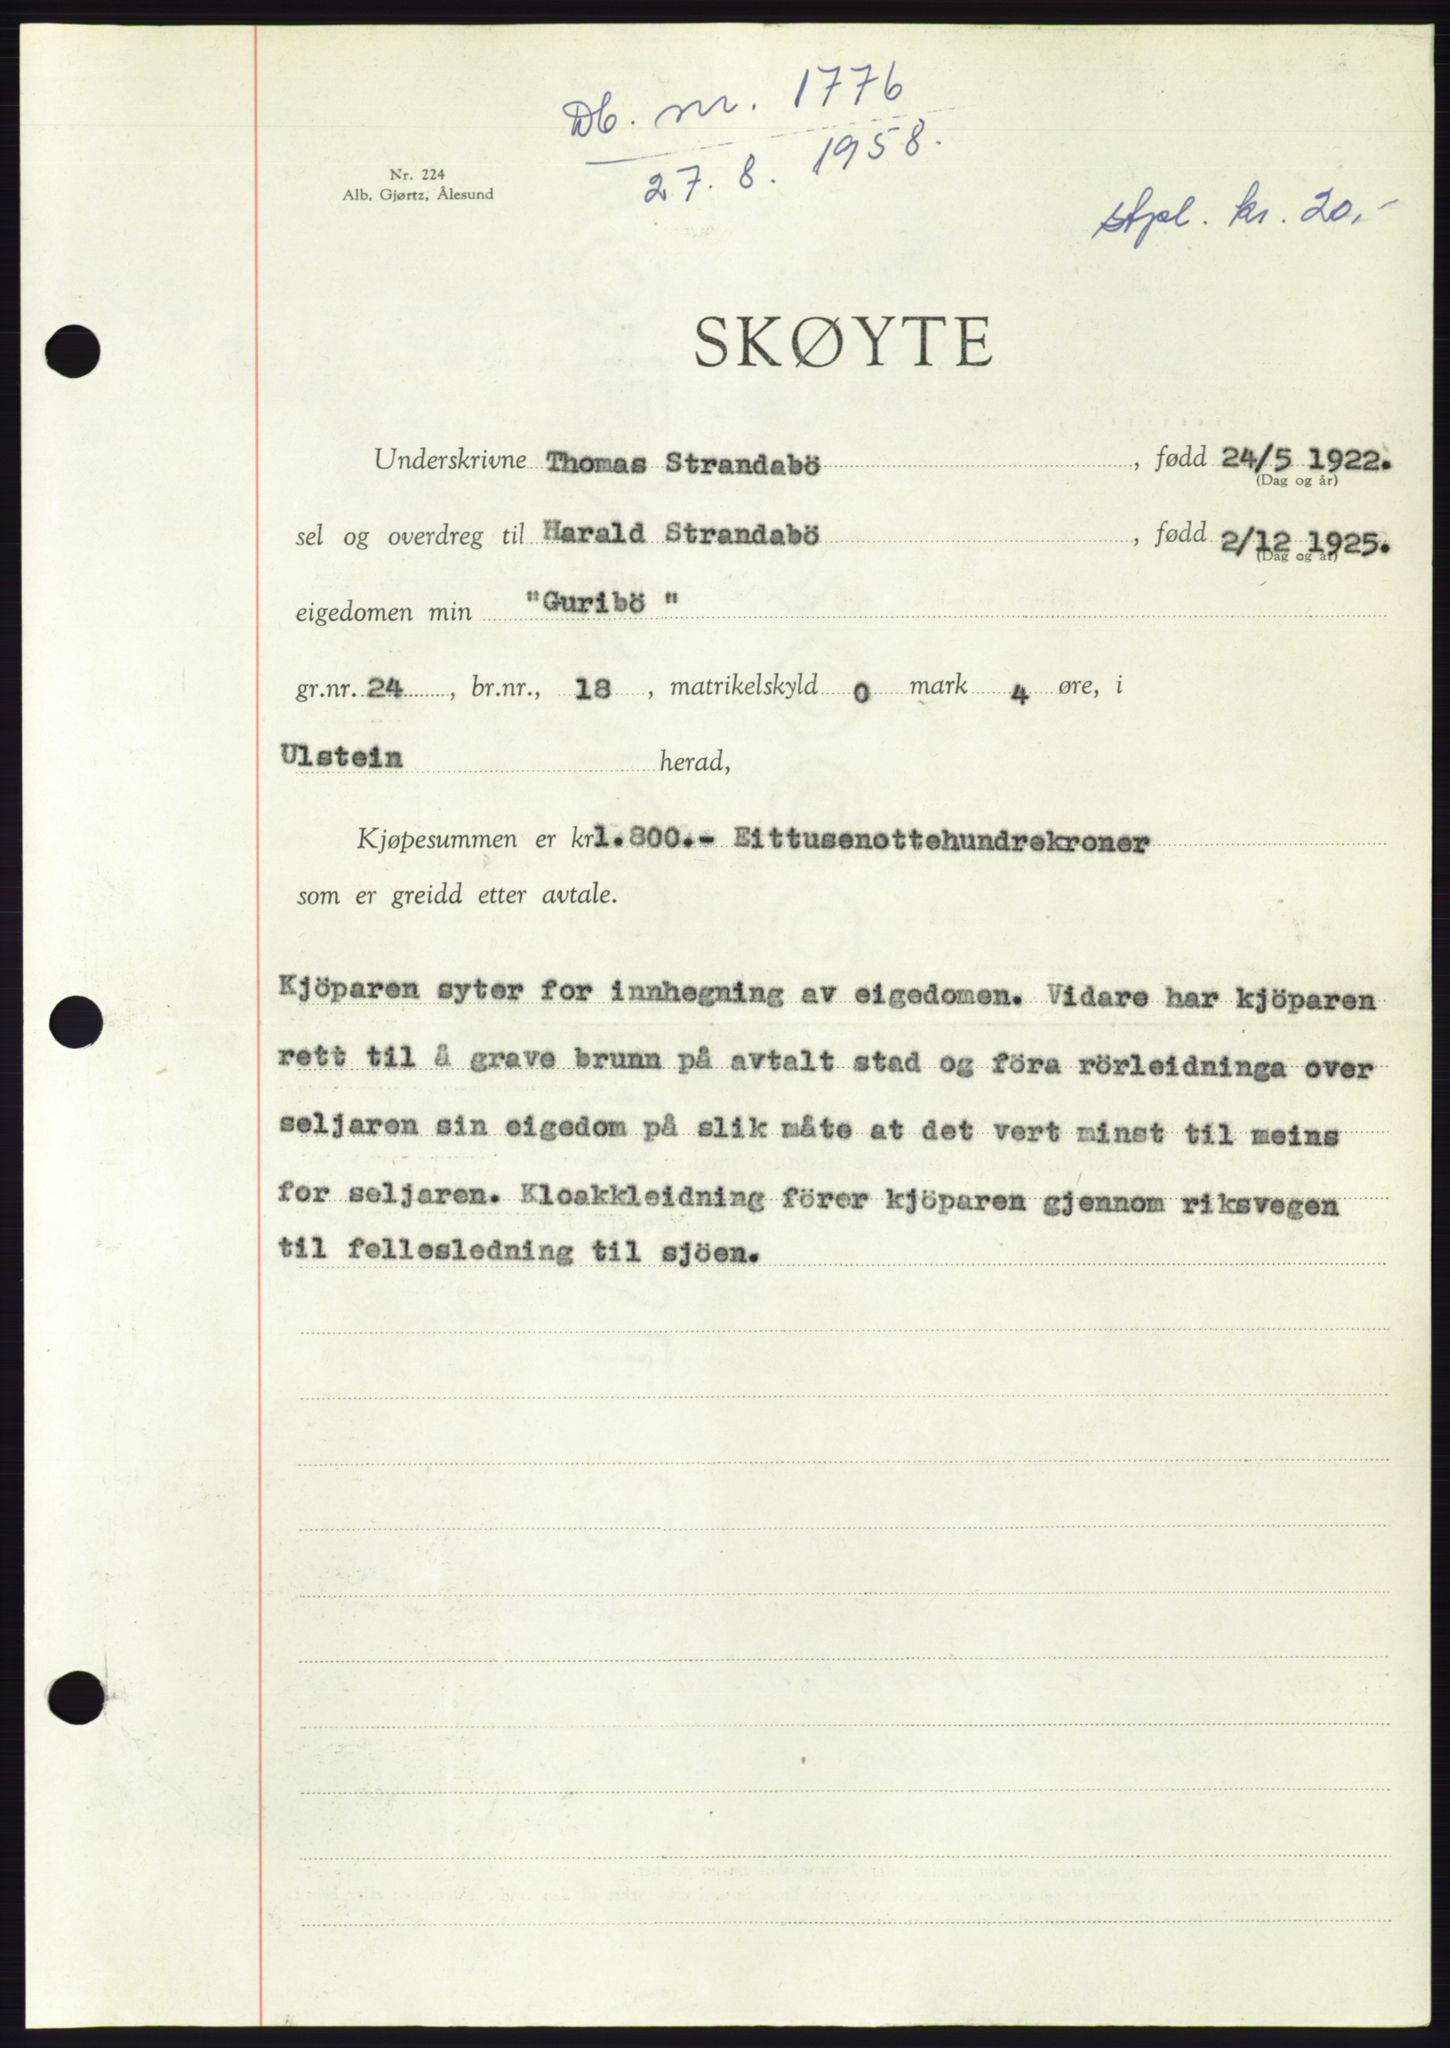 Db. nr. 1776
27. 8. 1958.
Nr. 224
Alb. Gjørtz, Ålesund
stpl. kr. 20,-
SKØYTE
Underskrivne Thomas Strandabö, fødd 24/5 1922.
(Dag og år)
sel og overdreg til Harald Strandabö, fødd 2/12 1925.
(Dag og år)
eigedomen min "Guribö "
gr.nr. 24, br.nr., 18, matrikelskyld 0 mark 4 øre, i
Ulstein herad,
Kjøpesummen er kr 1.800.- Eittusenottehundrekroner
som er greidd etter avtale.
Kjöparen syter for innhegning av eigedomen. Vidare har kjöparen
rett til å grave brunn på avtalt stad og föra rörleidninga over
seljaren sin eigedom på slik måte at det vert minst til meins
for seljaren. Kloakkleidning förer kjöparen gjennom riksvegen
til fellesledning til sjöen.